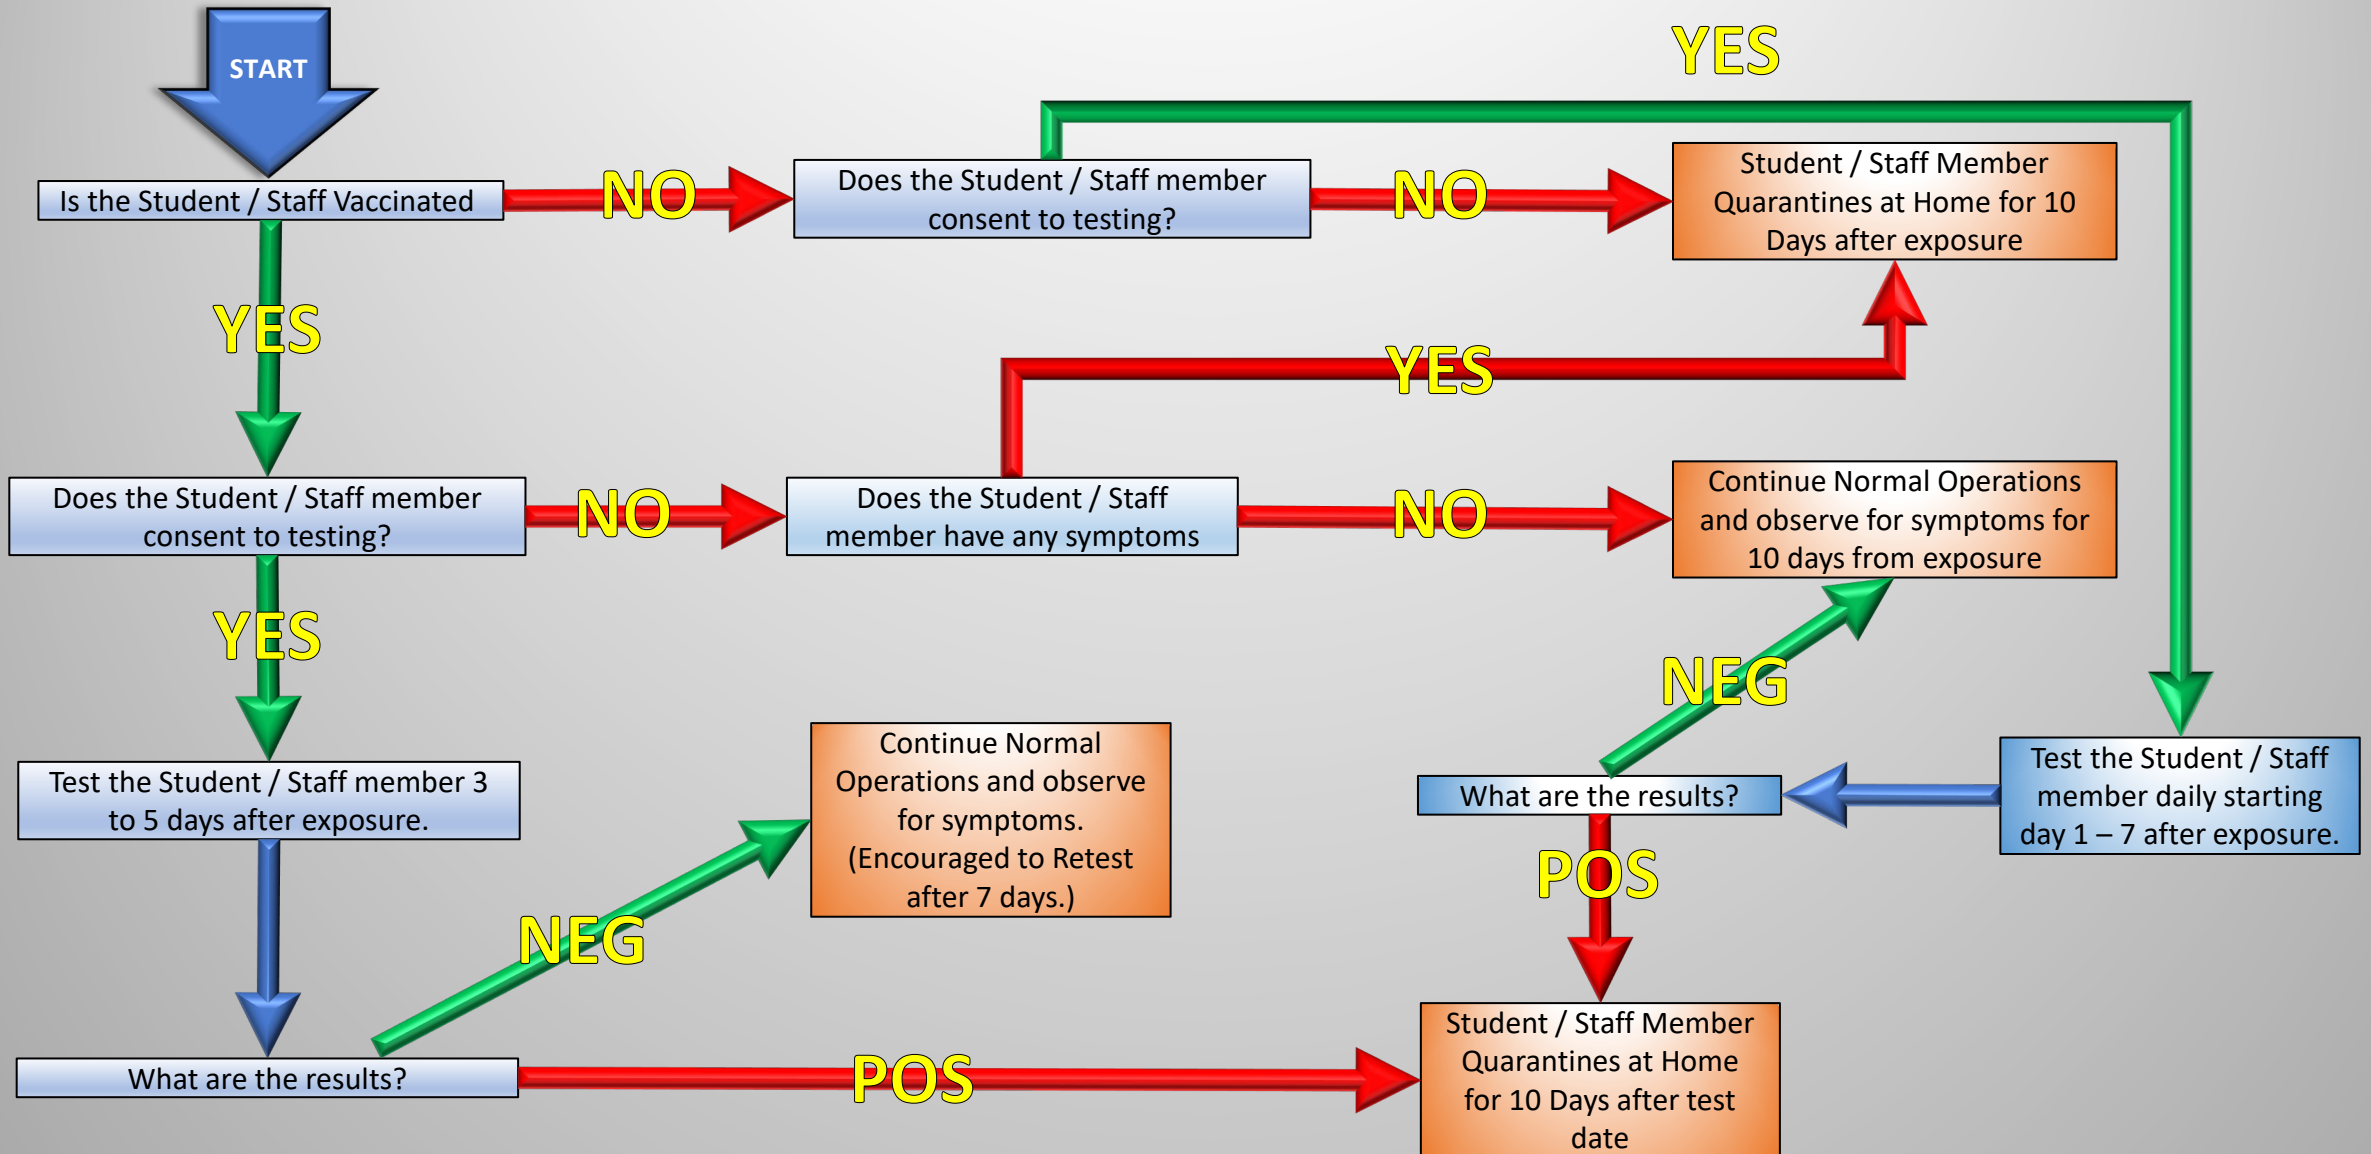 START
YES
Is the Student / Staff Vaccinated
NO
Does the Student / Staff member
consent to testing?
NO
Student / Staff Member
Quarantines at Home for 10
Days after exposure
YES
YES
Does the Student / Staff member
consent to testing?
NO
Does the Student / Staff
member have any symptoms
NO
Continue Normal Operations
and observe for symptoms for
10 days from exposure
YES
NEG
Test the Student / Staff member 3
to 5 days after exposure.
Continue Normal
Operations and observe
for symptoms.
(Encouraged to Retest
after 7 days.)
What are the results?
Test the Student / Staff
member daily starting
day 1 – 7 after exposure.
POS
NEG
What are the results?
POS
Student / Staff Member
Quarantines at Home
for 10 Days after test
date